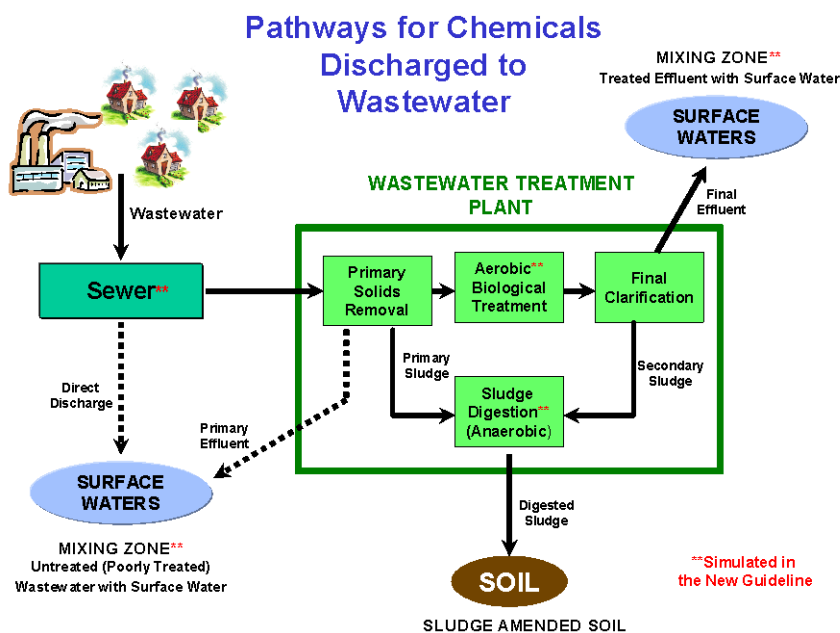 Pathways for Chemicals
Discharged to
Wastewater
MIXING ZONE**
Treated Effluent with Surface Water
SURFACE
WATERS
WASTEWATER TREATMENT
PLANT
Final
Effluent
Wastewater
Sewer**
Primary
Solids
Removal
Aerobic**
Biological
Treatment
Final
Clarification
Primary
Sludge
Secondary
Sludge
Direct
Discharge
Sludge
Digestion**
(Anaerobic)
Primary
Effluent
SURFACE
WATERS
Digested
Sludge
MIXING ZONE**
Untreated (Poorly Treated)
Wastewater with Surface Water
SOIL
**Simulated in
the New Guideline
SLUDGE AMENDED SOIL